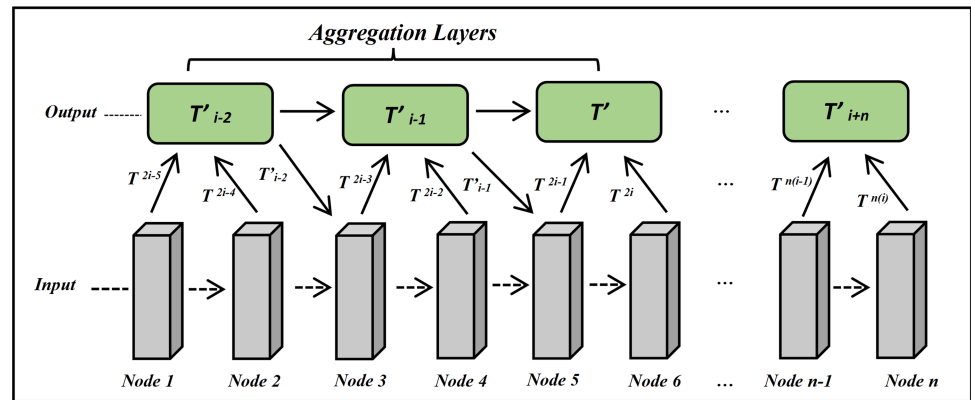 Aggregation Layers
Output T' i-2 T' i-1 T' ... T' i+n
T 2i-5 T 2i-4 T' i-2 T 2i-3 T 2i-2 T' i-1 T 2i-1 T 2i ... T n(i-1) T n(i)
Input ...
Node 1 Node 2 Node 3 Node 4 Node 5 Node 6 ... Node n-1 Node n